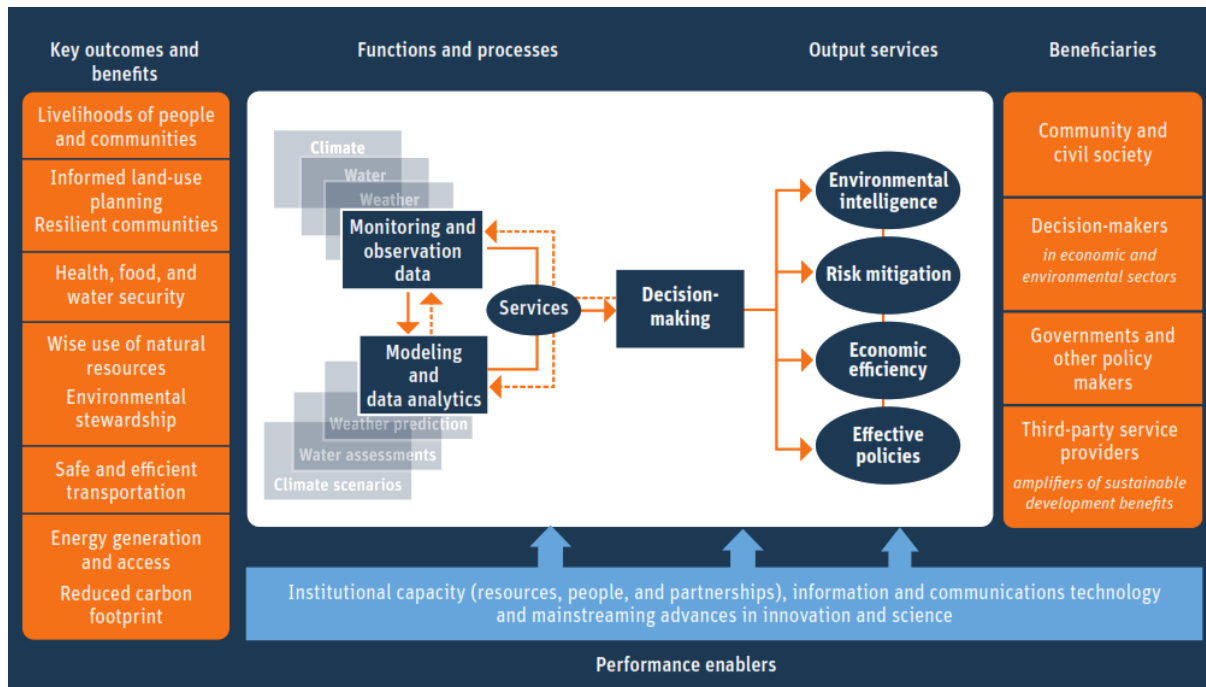 Key outcomes and
benefits
Functions and processes
Output services
Beneficiaries
Livelihoods of people
and communities
Informed land-use
planning
Resilient communities
Health, food, and
water security
Wise use of natural
resources
Environmental
stewardship
Safe and efficient
transportation
Energy generation
and access
Reduced carbon
footprint
Climate
Water
Weather
Monitoring and
observation
data
Services
Modeling
and
data analytics
Weather prediction
Water assessments
Climate scenarios
Decision-
making
Environmental
intelligence
Risk mitigation
Economic
efficiency
Effective
policies
Community and
civil society
Decision-makers
in economic and
environmental sectors
Governments and
other policy
makers
Third-party service
providers
amplifiers of sustainable
development benefits
Institutional capacity (resources, people, and partnerships), information and communications technology
and mainstreaming advances in innovation and science
Performance enablers